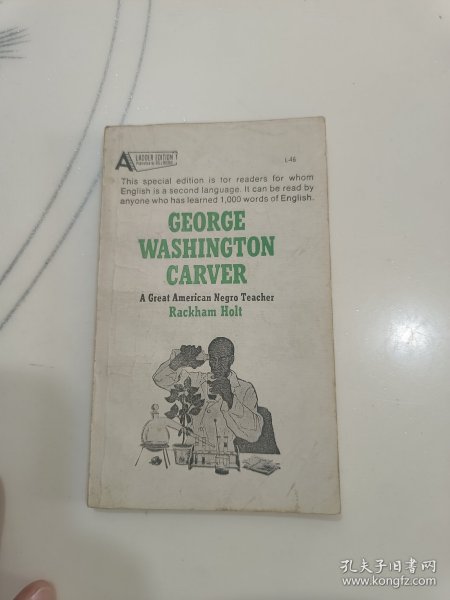 LADDER EDITION
L-46
This special edition is for readers for whom
English is a second language. It can be read by
anyone who has learned 1,000 words of English.
GEORGE
WASHINGTON
CARVER
A Great American Negro Teacher
Rackham Holt
孔夫子旧书网
www.kongfz.com